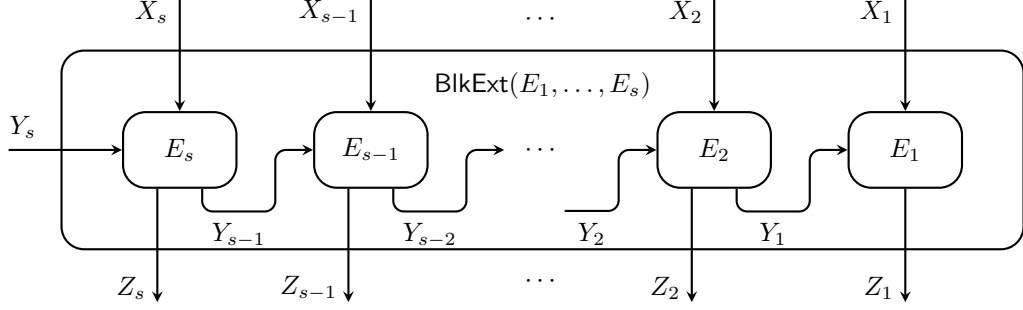 X_s X_{s−1} ... X_2 X_1
BlkExt(E_1, ..., E_s)
Y_s
E_s E_{s−1} ... E_2 E_1
Y_{s−1} Y_{s−2} Y_2 Y_1
Z_s Z_{s−1} ... Z_2 Z_1